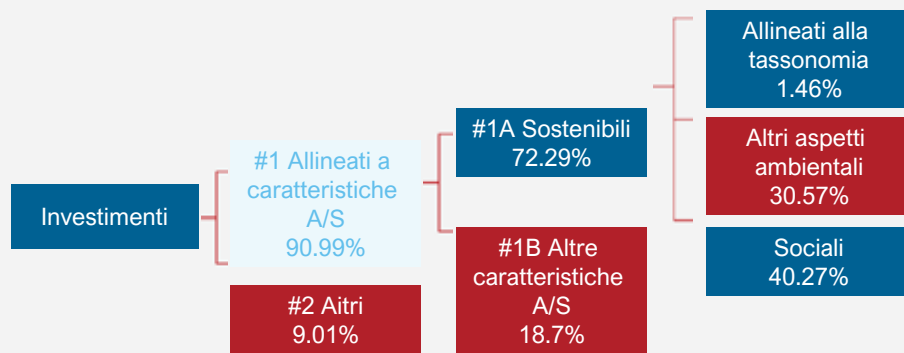 Investimenti
#1 Allineati a
caratteristiche
A/S
90.99%
#2 Aitri
9.01%
#1A Sostenibili
72.29%
#1B Altre
caratteristiche
A/S
18.7%
Allineati alla
tassonomia
1.46%
Altri aspetti
ambientali
30.57%
Sociali
40.27%